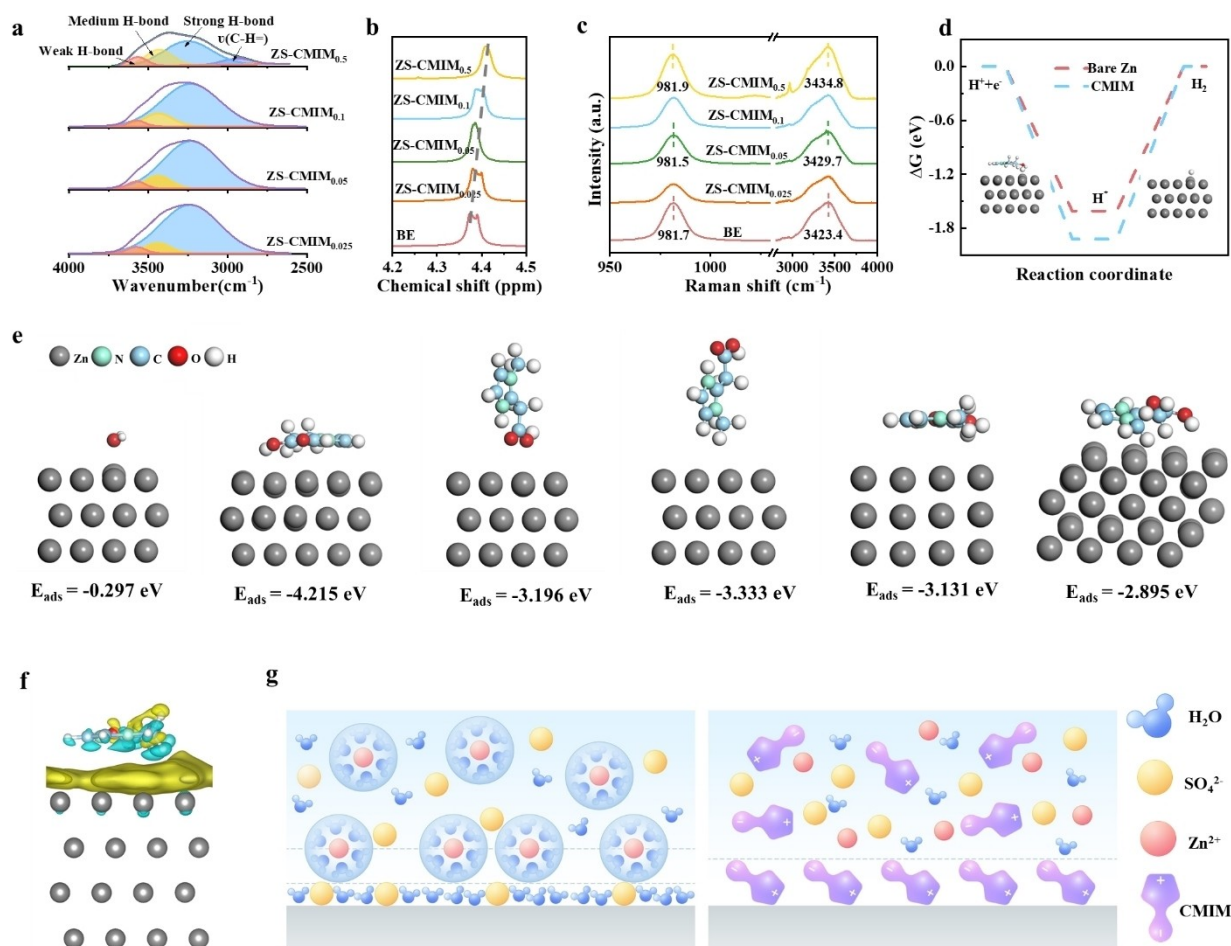 a
Medium H-bond
Strong H-bond
υ(C-H=)
Weak H-bond
ZS-CMIM0.5
ZS-CMIM0.1
ZS-CMIM0.05
ZS-CMIM0.025
4000 3500 3000 2500
Wavenumber(cm-1)
b
ZS-CMIM0.5
ZS-CMIM0.1
ZS-CMIM0.05
ZS-CMIM0.025
BE
4.2 4.3 4.4 4.5
Chemical shift (ppm)
c
Intensity (a.u.)
ZS-CMIM0.5
981.9 3434.8
ZS-CMIM0.1
ZS-CMIM0.05
981.5 3429.7
ZS-CMIM0.025
981.7 BE 3423.4
950 1000 3000 3500 4000
Raman shift (cm-1)
d
ΔG (eV)
0.0
-0.6
-1.2
-1.8
H++e-
Bare Zn
CMIM
H2
H*
Reaction coordinate
e
Zn N C O H
Eads = -0.297 eV
Eads = -4.215 eV
Eads = -3.196 eV
Eads = -3.333 eV
Eads = -3.131 eV
Eads = -2.895 eV
f
g
H2O
SO42-
Zn2+
CMIM